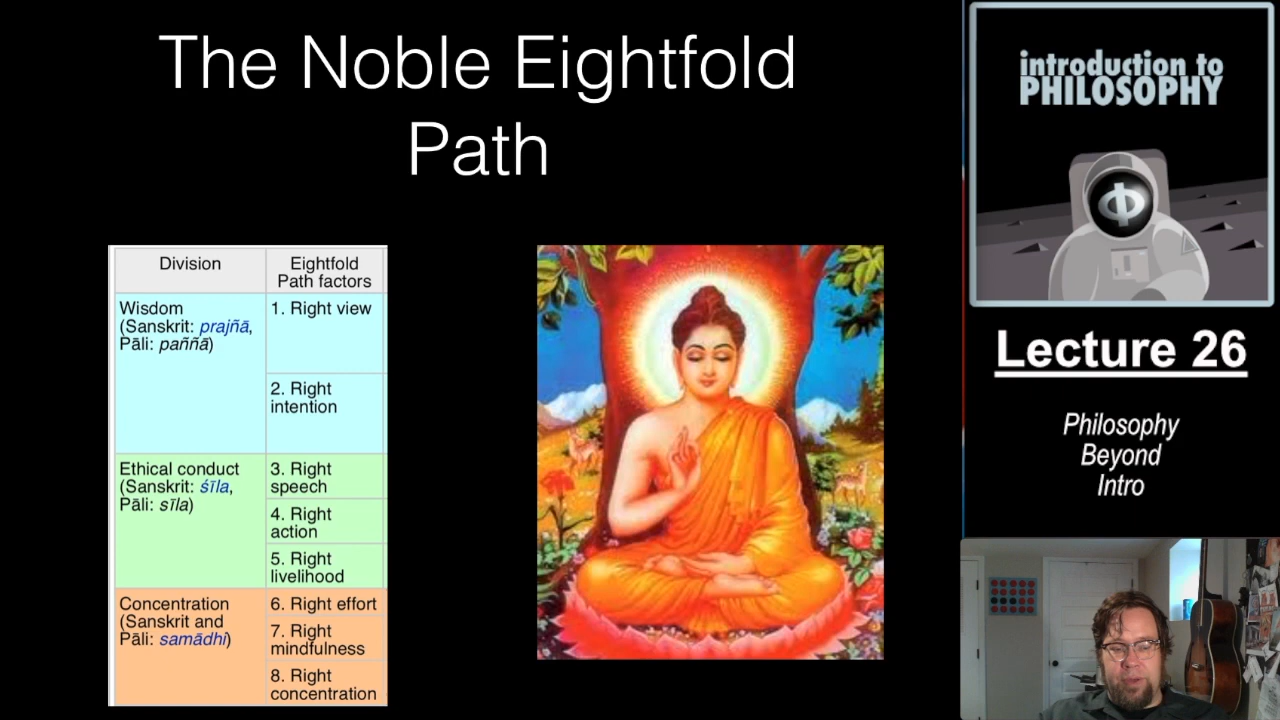 The Noble Eightfold
Path
Division
Eightfold
Path factors
Wisdom
(Sanskrit: prajñā,
Pāli: paññā)
1. Right view
2. Right
intention
Ethical conduct
(Sanskrit: śīla,
Pāli: sīla)
3. Right
speech
4. Right
action
5. Right
livelihood
Concentration
(Sanskrit and
Pāli: samādhi)
6. Right effort
7. Right
mindfulness
8. Right
concentration
introduction to
PHILOSOPHY
Φ
Lecture 26
Philosophy
Beyond
Intro